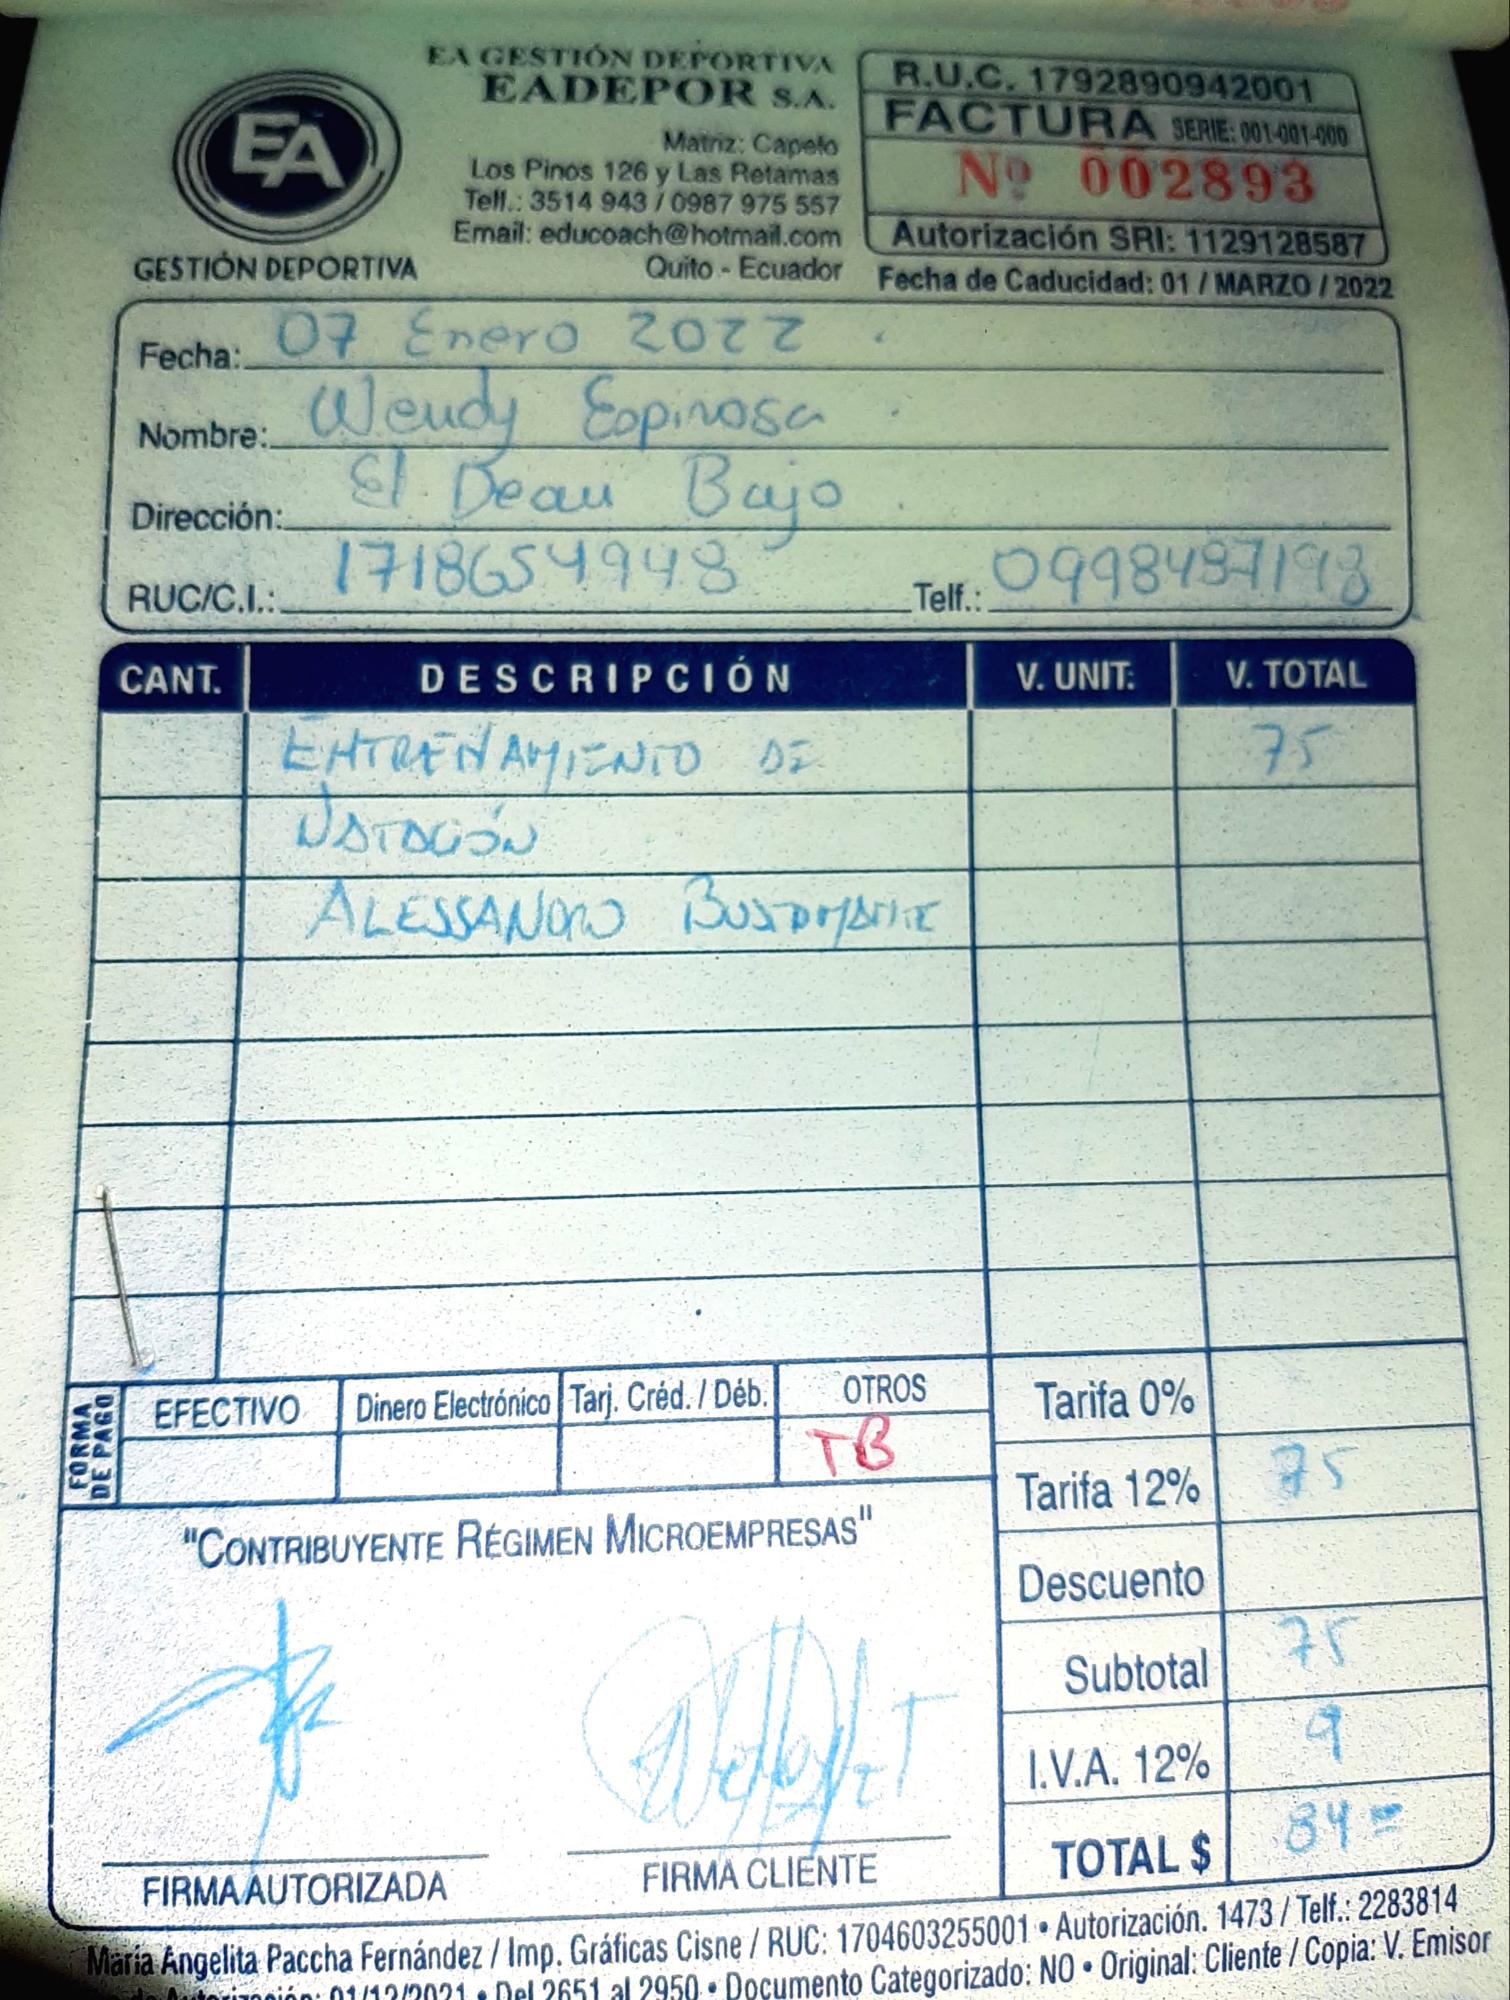 EA GESTIÓN DEPORTIVA
EADEPOR S.A.
EA
GESTIÓN DEPORTIVA
Matriz: Capelo
Los Pinos 126 y Las Retamas
Telf.: 3514 943 / 0987 975 557
Email: educoach@hotmail.com
Quito - Ecuador
R.U.C. 1792890942001
FACTURA SERIE: 001-001-000
Nº 002893
Autorización SRI: 1129128587
Fecha de Caducidad: 01 / MARZO / 2022
Fecha: 07 Enero 2022
Nombre: Wendy Espinosa
Dirección: El Dean Bajo
RUC/C.I.: 1718654948 Telf.:
CANT. DESCRIPCIÓN V. UNIT. V. TOTAL
ENTRENAMIENTO DE 75
NATACIÓN
ALESSANDRO BUSTAMANTE
FORMA DE PAGO
EFECTIVO Dinero Electrónico Tarj. Créd. / Déb. OTROS
TB
Tarifa 0%
Tarifa 12% 75
Descuento
Subtotal 75
I.V.A. 12% 9
TOTAL $ 84=
"CONTRIBUYENTE RÉGIMEN MICROEMPRESAS"
FIRMA AUTORIZADA
FIRMA CLIENTE
María Angelita Paccha Fernández / Imp. Gráficas Cisne / RUC: 1704603255001 • Autorización. 1473 / Telf.: 2283814
Autorización: 01/12/2021 • Del 2651 al 2950 • Documento Categorizado: NO • Original: Cliente / Copia: V. Emisor